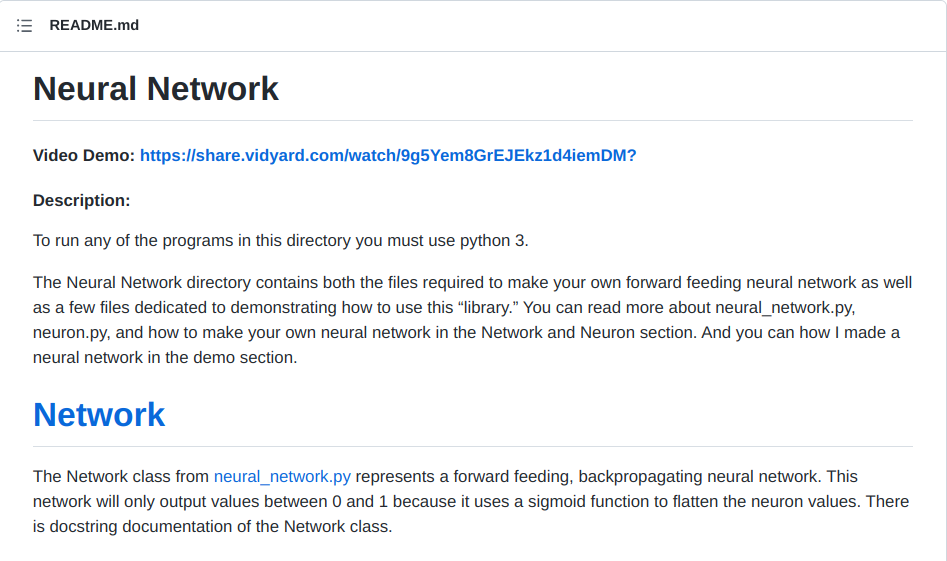 README.md
Neural Network
Video Demo: https://share.vidyard.com/watch/9g5Yem8GrEJEkz1d4iemDM?
Description:
To run any of the programs in this directory you must use python 3.
The Neural Network directory contains both the files required to make your own forward feeding neural network as well
as a few files dedicated to demonstrating how to use this “library.” You can read more about neural_network.py,
neuron.py, and how to make your own neural network in the Network and Neuron section. And you can how I made a
neural network in the demo section.
Network
The Network class from neural_network.py represents a forward feeding, backpropagating neural network. This
network will only output values between 0 and 1 because it uses a sigmoid function to flatten the neuron values. There
is docstring documentation of the Network class.